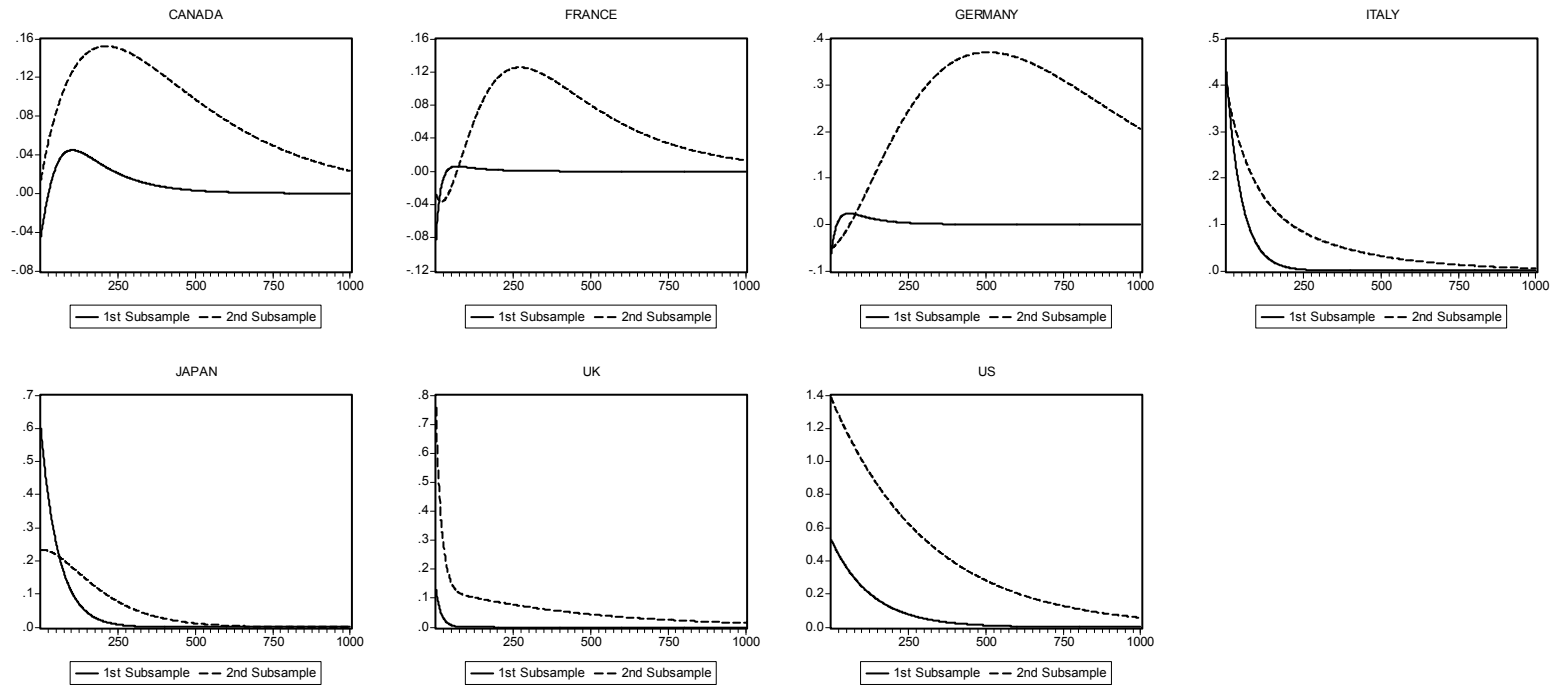 CANADA
.16
.12
.08
.04
.00
-.04
-.08
250 500 750 1000
1st Subsample 2nd Subsample
FRANCE
.16
.12
.08
.04
.00
-.04
-.08
-.12
250 500 750 1000
1st Subsample 2nd Subsample
GERMANY
.4
.3
.2
.1
.0
-.1
250 500 750 1000
1st Subsample 2nd Subsample
ITALY
.5
.4
.3
.2
.1
.0
250 500 750 1000
1st Subsample 2nd Subsample
JAPAN
.7
.6
.5
.4
.3
.2
.1
.0
250 500 750 1000
1st Subsample 2nd Subsample
UK
.8
.7
.6
.5
.4
.3
.2
.1
.0
250 500 750 1000
1st Subsample 2nd Subsample
US
1.4
1.2
1.0
0.8
0.6
0.4
0.2
0.0
250 500 750 1000
1st Subsample 2nd Subsample